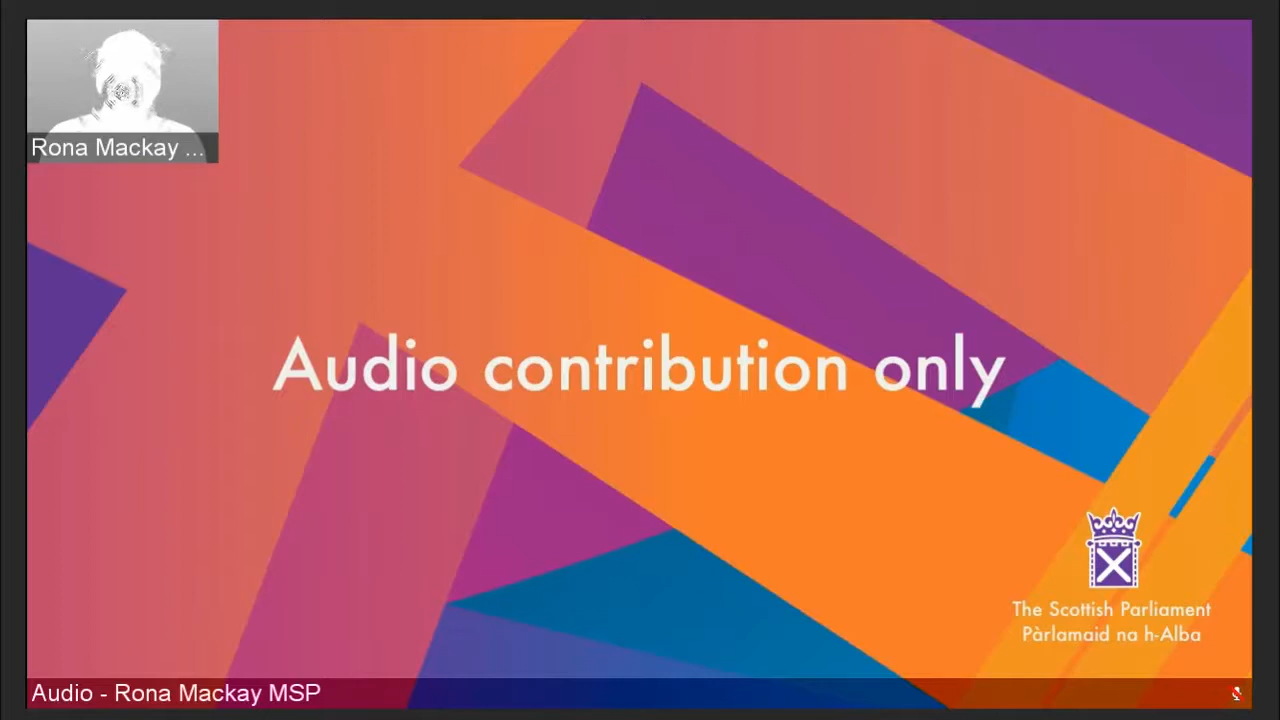 Rona Mackay ...
Audio contribution only
The Scottish Parliament
Pàrlamaid na h-Alba
Audio - Rona Mackay MSP